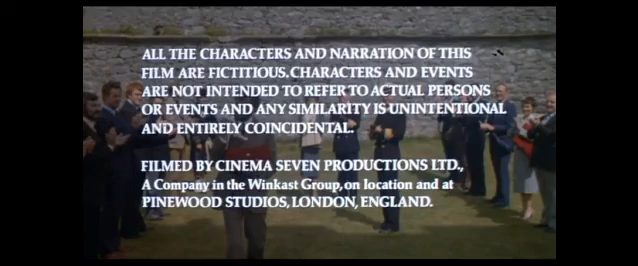 ALL THE CHARACTERS AND NARRATION OF THIS
FILM ARE FICTITIOUS. CHARACTERS AND EVENTS
ARE NOT INTENDED TO REFER TO ACTUAL PERSONS
OR EVENTS AND ANY SIMILARITY IS UNINTENTIONAL
AND ENTIRELY COINCIDENTAL.
FILMED BY CINEMA SEVEN PRODUCTIONS LTD.,
A Company in the Winkast Group, on location and at
PINEWOOD STUDIOS, LONDON, ENGLAND.